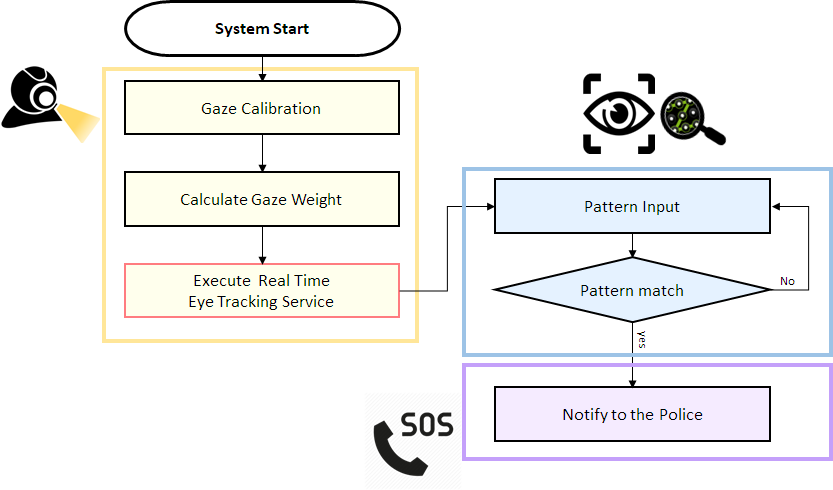 System Start
Gaze Calibration
Calculate Gaze Weight
Execute Real Time
Eye Tracking Service
Pattern Input
Pattern match
No
yes
Notify to the Police
SOS